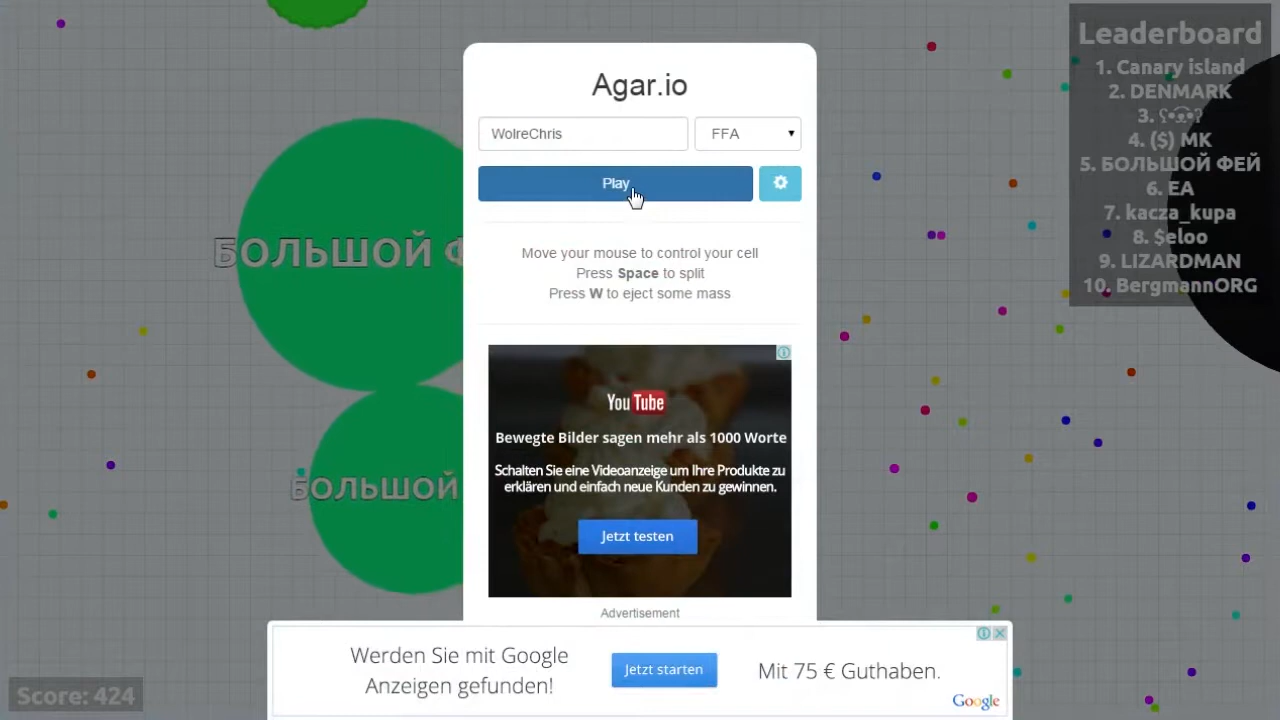 Agar.io
WolreChris
FFA
Play
Move your mouse to control your cell
Press Space to split
Press W to eject some mass
YouTube
Bewegte Bilder sagen mehr als 1000 Worte
Schalten Sie eine Videoanzeige um Ihre Produkte zu
erklären und einfach neue Kunden zu gewinnen.
Jetzt testen
Advertisement
Werden Sie mit Google
Anzeigen gefunden!
Jetzt starten
Mit 75 € Guthaben.
Google
БОЛЬШОЙ
БОЛЬШОЙ
Leaderboard
1. Canary island
2. DENMARK
3.
4. ($) MK
5. БОЛЬШОЙ ФЕЙ
6. EA
7. kacza_kupa
8. $eloo
9. LIZARDMAN
10. BergmannORG
Score: 424